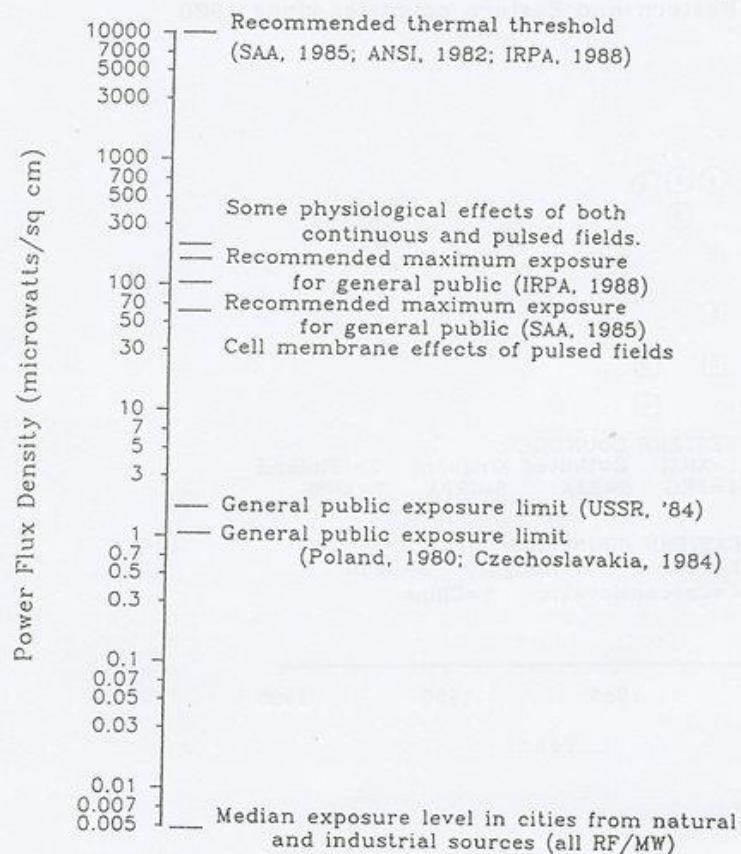 Recommended thermal threshold
(SAA, 1985; ANSI, 1982; IRPA, 1988)
Some physiological effects of both
continuous and pulsed fields.
Recommended maximum exposure
for general public (IRPA, 1988)
Recommended maximum exposure
for general public (SAA, 1985)
Cell membrane effects of pulsed fields
General public exposure limit (USSR, '84)
General public exposure limit
(Poland, 1980; Czechoslavakia, 1984)
Median exposure level in cities from natural
and industrial sources (all RF/MW)
Power Flux Density (microwatts/sq cm)
10000
7000
5000
3000
1000
700
500
300
100
70
50
30
10
7
5
3
1
0.7
0.5
0.3
0.1
0.07
0.05
0.03
0.01
0.007
0.005